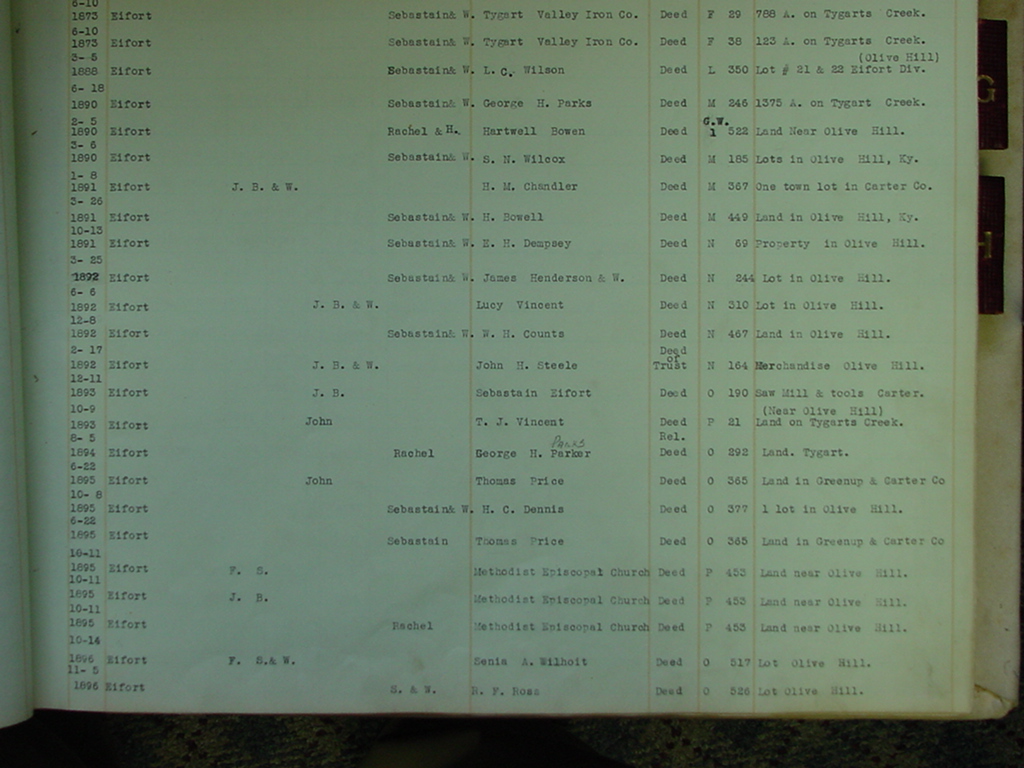 6-10
1873 Eifort Sebastain& W. Tygart Valley Iron Co. Deed F 29 788 A. on Tygarts Creek.
6-10
1873 Eifort Sebastain& W. Tygart Valley Iron Co. Deed F 38 123 A. on Tygarts Creek.
3- 5 (Olive Hill)
1888 Eifort Sebastain& W. L. C. Wilson Deed L 350 Lot # 21 & 22 Eifort Div.
6- 18
1890 Eifort Sebastain& W. George H. Parks Deed M 246 1375 A. on Tygart Creek.
2- 5 G.W.
1890 Eifort Rachel & H. Hartwell Bowen Deed 1 522 Land Near Olive Hill.
3- 6
1890 Eifort Sebastain& W. S. N. Wilcox Deed M 185 Lots in Olive Hill, Ky.
1- 8
1891 Eifort J. B. & W. H. M. Chandler Deed M 367 One town lot in Carter Co.
3- 26
1891 Eifort Sebastain& W. H. Bowell Deed M 449 Land in Olive Hill, Ky.
10-13
1891 Eifort Sebastain& W. E. H. Dempsey Deed N 69 Property in Olive Hill.
3- 25
1892 Eifort Sebastain& W. James Henderson & W. Deed N 244 Lot in Olive Hill.
6- 6
1892 Eifort J. B. & W. Lucy Vincent Deed N 310 Lot in Olive Hill.
12-8
1892 Eifort Sebastain& W. W. H. Counts Deed N 467 Land in Olive Hill.
2- 17 Deed
of
1892 Eifort J. B. & W. John H. Steele Trust N 164 Merchandise Olive Hill.
12-11
1893 Eifort J. B. Sebastain Eifort Deed O 190 Saw Mill & tools Carter.
10-9 (Near Olive Hill)
1893 Eifort John T. J. Vincent Deed P 21 Land on Tygarts Creek.
8- 5 Rel.
Parks
1894 Eifort Rachel George H. Parker Deed O 292 Land. Tygart.
6-22
1895 Eifort John Thomas Price Deed O 365 Land in Greenup & Carter Co
10- 8
1895 Eifort Sebastain& W. H. C. Dennis Deed O 377 1 lot in Olive Hill.
6-22
1895 Eifort Sebastain Thomas Price Deed O 365 Land in Greenup & Carter Co
10-11
1895 Eifort F. S. Methodist Episcopal Church Deed P 453 Land near Olive Hill.
10-11
1895 Eifort J. B. Methodist Episcopal Church Deed P 453 Land near Olive Hill.
10-11
1895 Eifort Rachel Methodist Episcopal Church Deed P 453 Land near Olive Hill.
10-14
1896 Eifort F. S.& W. Senia A. Wilhoit Deed O 517 Lot Olive Hill.
11- 5
1896 Eifort S. & W. R. F. Ross Deed O 526 Lot Olive Hill.
G
H